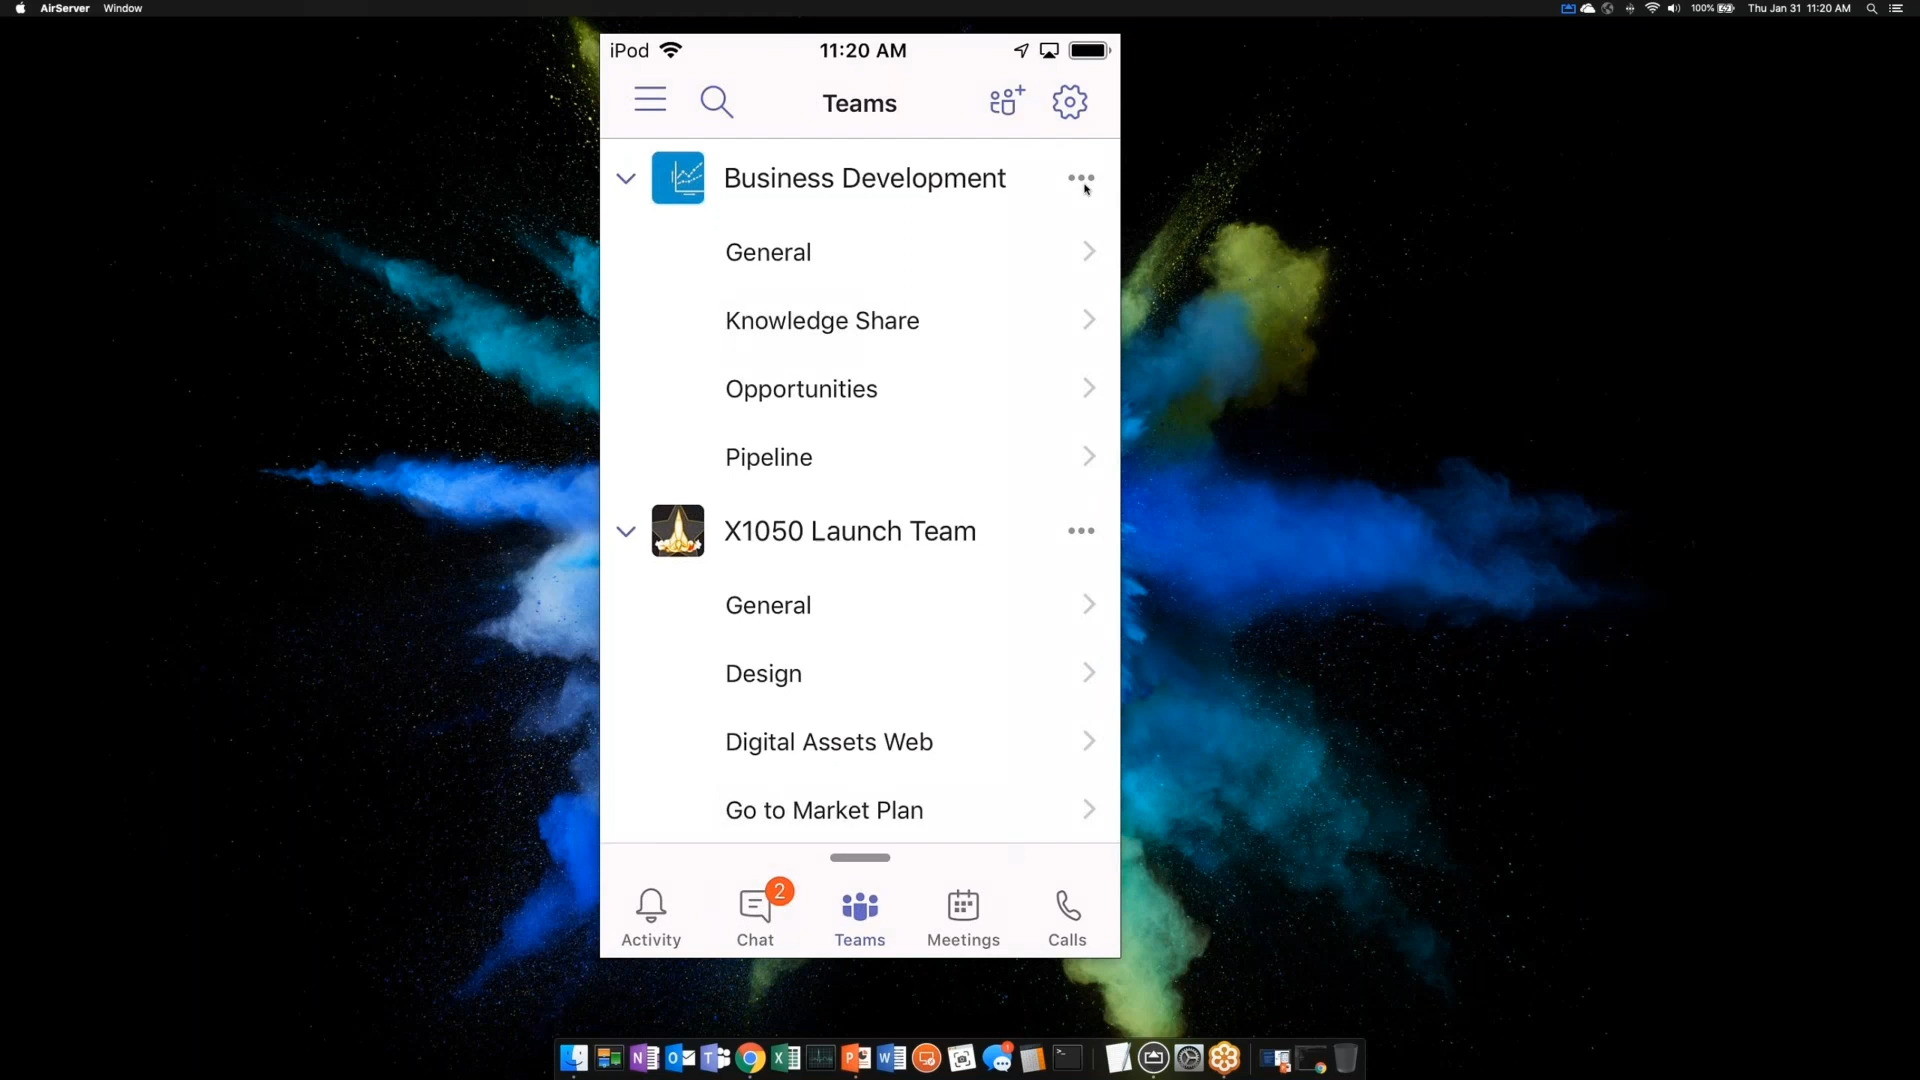 AirServer Window 100% Thu Jan 31 11:20 AM
iPod 11:20 AM
Teams
Business Development
General
Knowledge Share
Opportunities
Pipeline
X1050 Launch Team
General
Design
Digital Assets Web
Go to Market Plan
2
Activity Chat Teams Meetings Calls